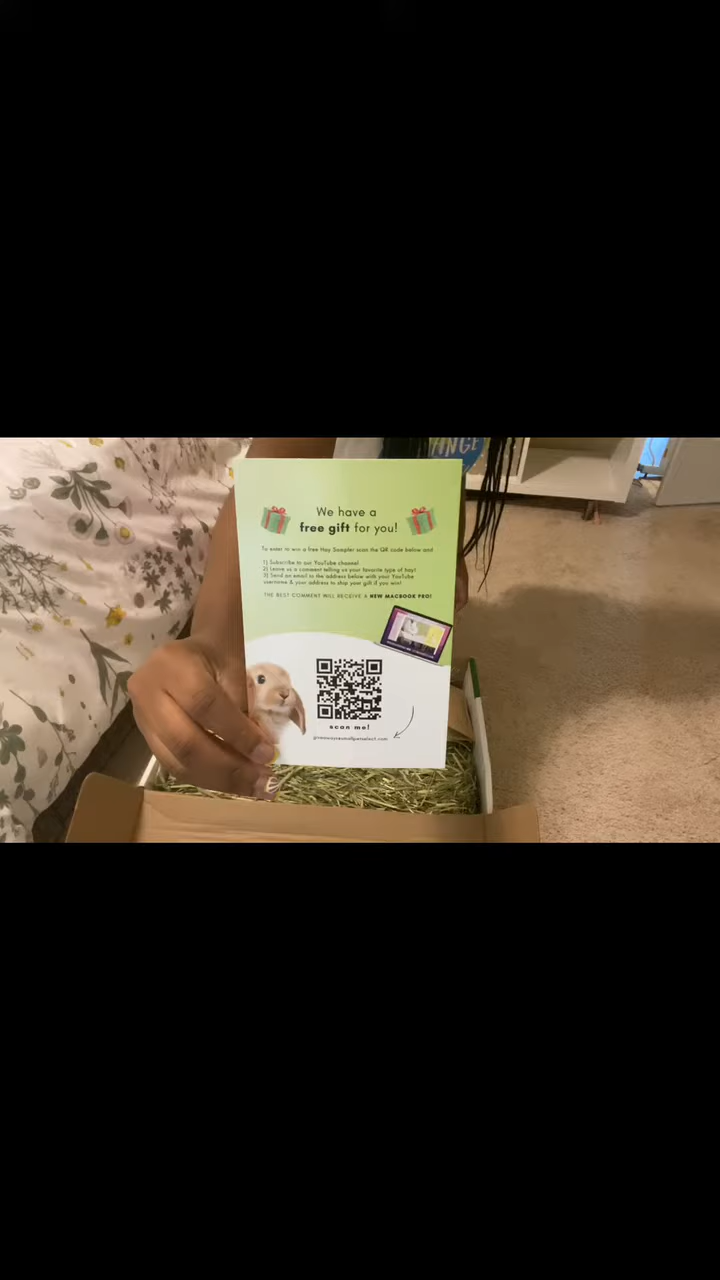 NGE
We have a
free gift for you!
To enter to win a free Hay Sampler scan the QR code below and
1) Subscribe to our YouTube channel
2) Leave us a comment telling us your favorite type of hay!
3) Send an email to the address below with your YouTube
username & your address to ship your gift if you win!
THE BEST COMMENT WILL RECEIVE A NEW MACBOOK PRO!
scan me!